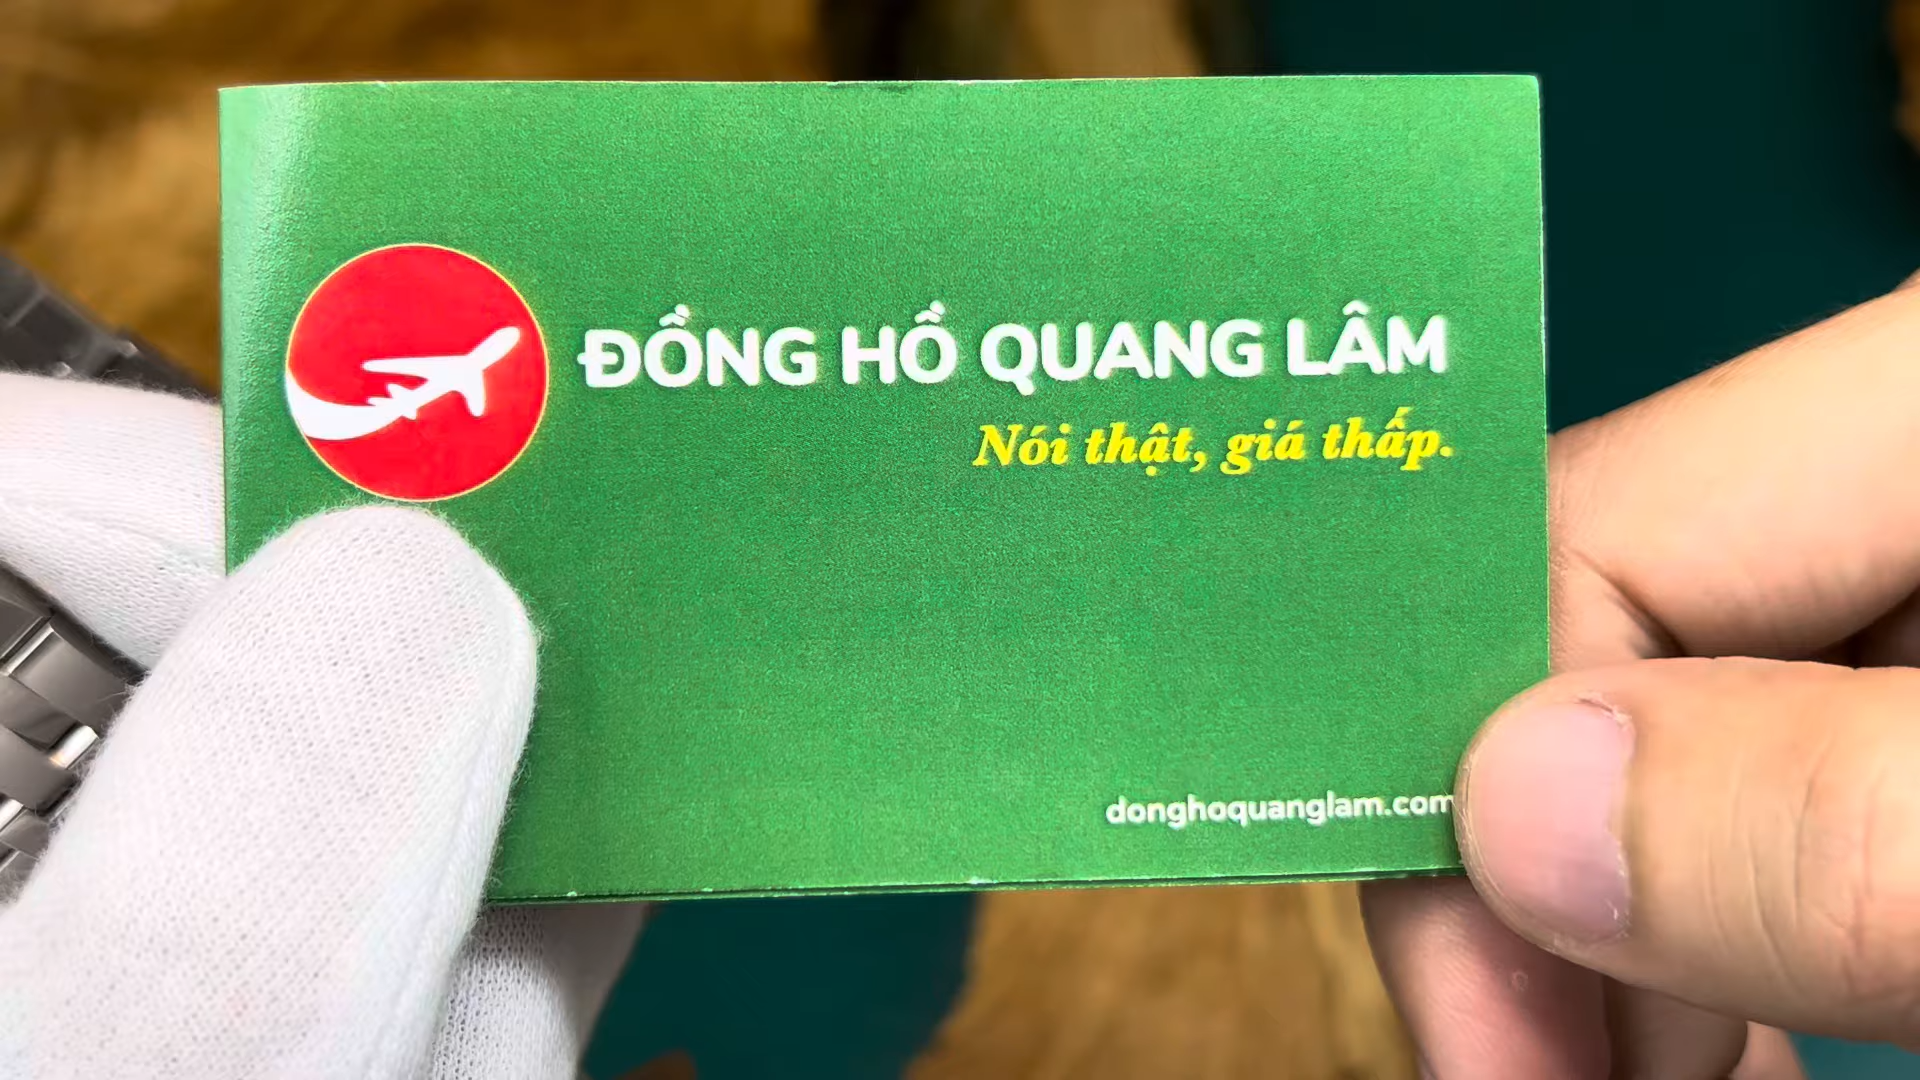 ĐỒNG HỒ QUANG LÂM
Nói thật, giá thấp.
donghoquanglam.com